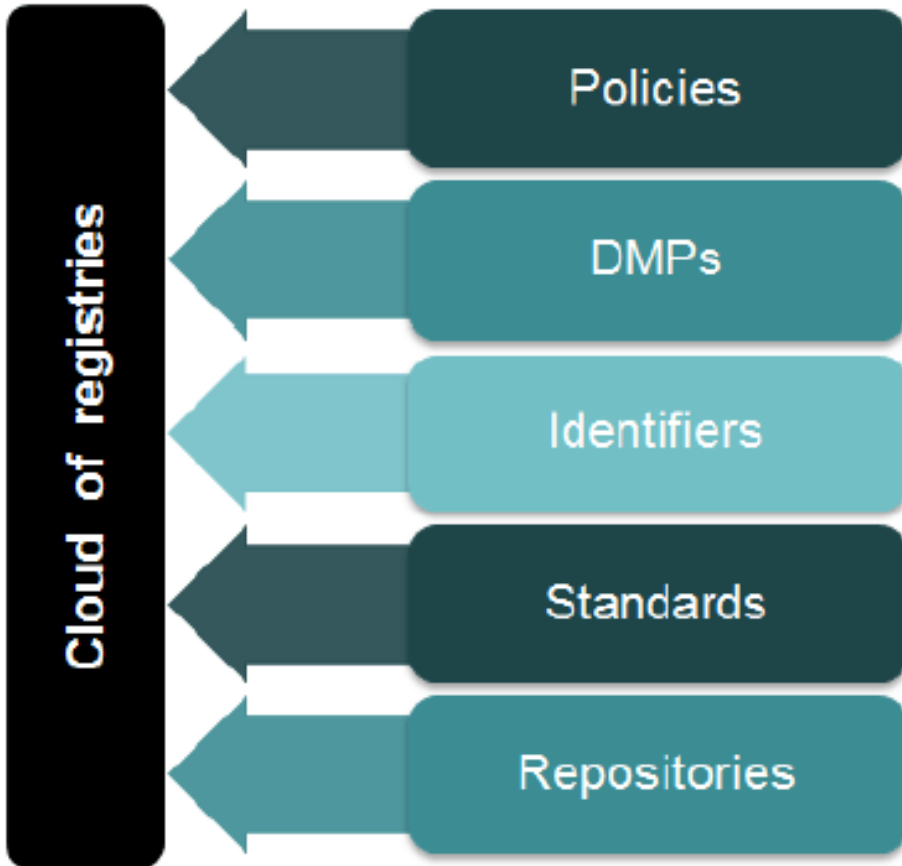 Cloud of registries
Policies
DMPs
Identifiers
Standards
Repositories